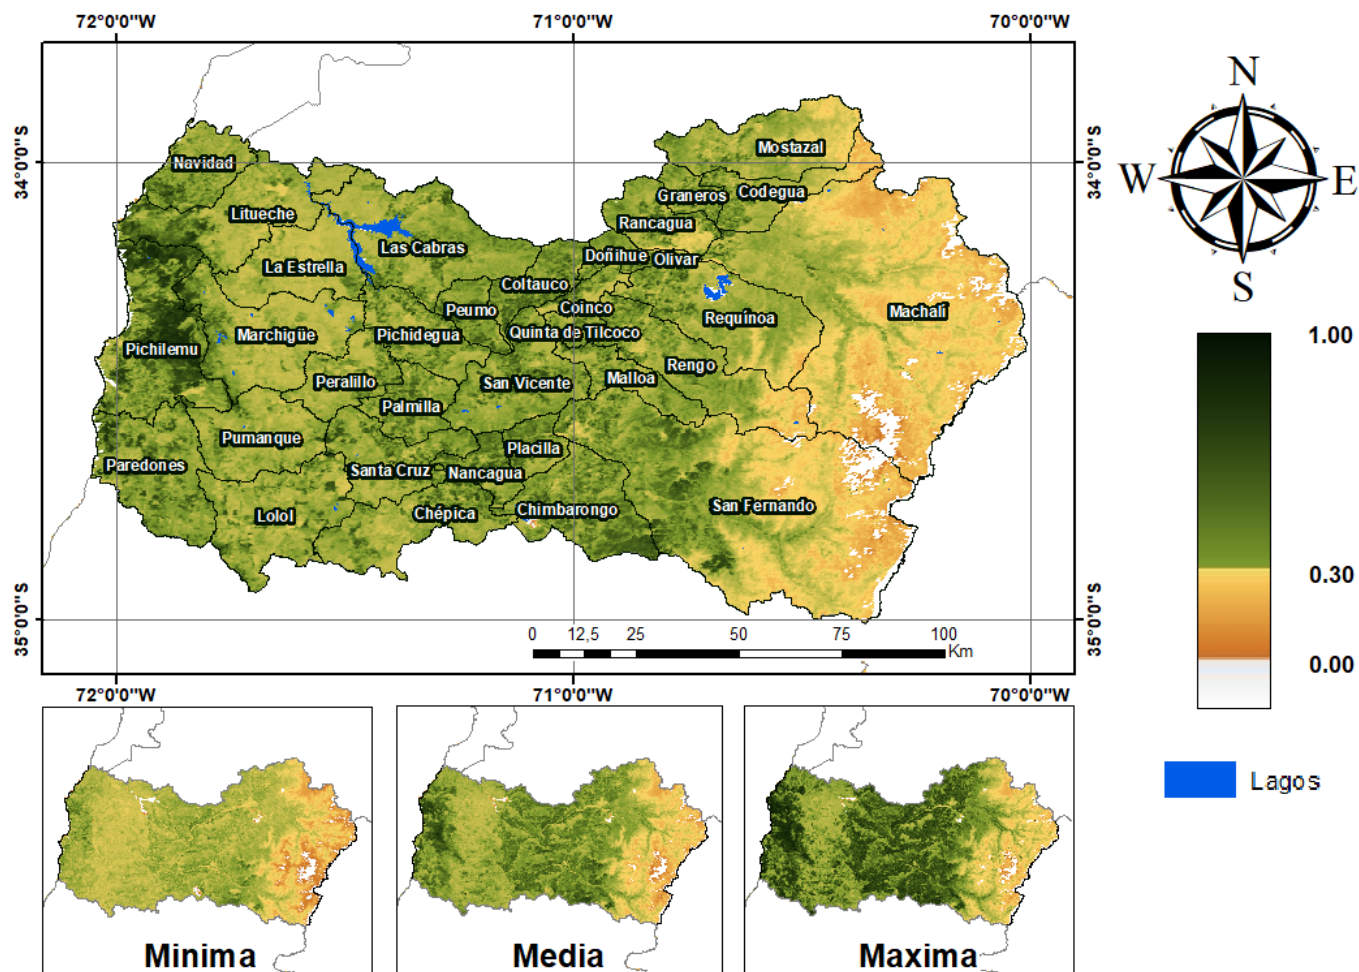 72°0'0"W
71°0'0"W
70°0'0"W
34°0'0"S
34°0'0"S
35°0'0"S
35°0'0"S
N
W
E
S
Navidad
Mostazal
Graneros
Codegua
Litueche
Rancagua
Las Cabras
La Estrella
Doñihue
Olivar
Coltauco
Peumo
Coinco
Requínoa
Machalí
Marchigüe
Pichidegua
Quinta de Tilcoco
Pichilemu
Rengo
Peralillo
San Vicente
Malloa
Palmilla
Pumanque
Placilla
Paredones
Santa Cruz
Nancagua
San Fernando
Lolol
Chépica
Chimbarongo
0 12,5 25 50 75 100
Km
72°0'0"W
71°0'0"W
70°0'0"W
1.00
0.30
0.00
Lagos
Minima
Media
Maxima